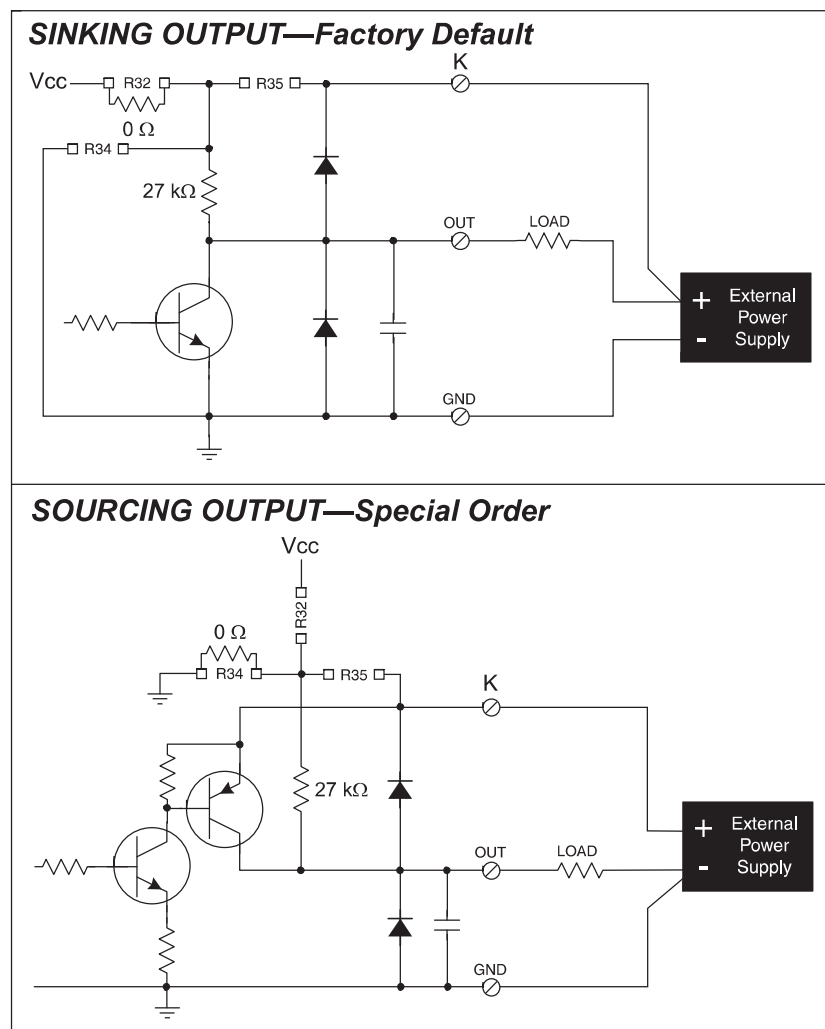 SINKING OUTPUT—Factory Default
K
Vcc
R32
R35
0 Ω
R34
27 kΩ
OUT
LOAD
+ External
Power
- Supply
GND
SOURCING OUTPUT—Special Order
Vcc
R32
0 Ω
R34
R35
K
27 kΩ
+ External
Power
- Supply
OUT
LOAD
GND